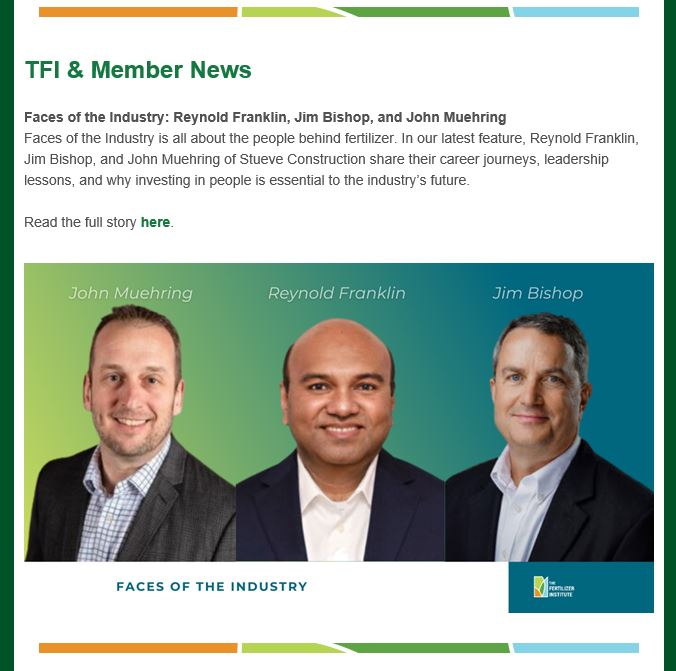 TFI & Member News
Faces of the Industry: Reynold Franklin, Jim Bishop, and John Muehring
Faces of the Industry is all about the people behind fertilizer. In our latest feature, Reynold Franklin,
Jim Bishop, and John Muehring of Stueve Construction share their career journeys, leadership
lessons, and why investing in people is essential to the industry’s future.
Read the full story here.
John Muehring
Reynold Franklin
Jim Bishop
FACES OF THE INDUSTRY
THE
FERTILIZER
INSTITUTE